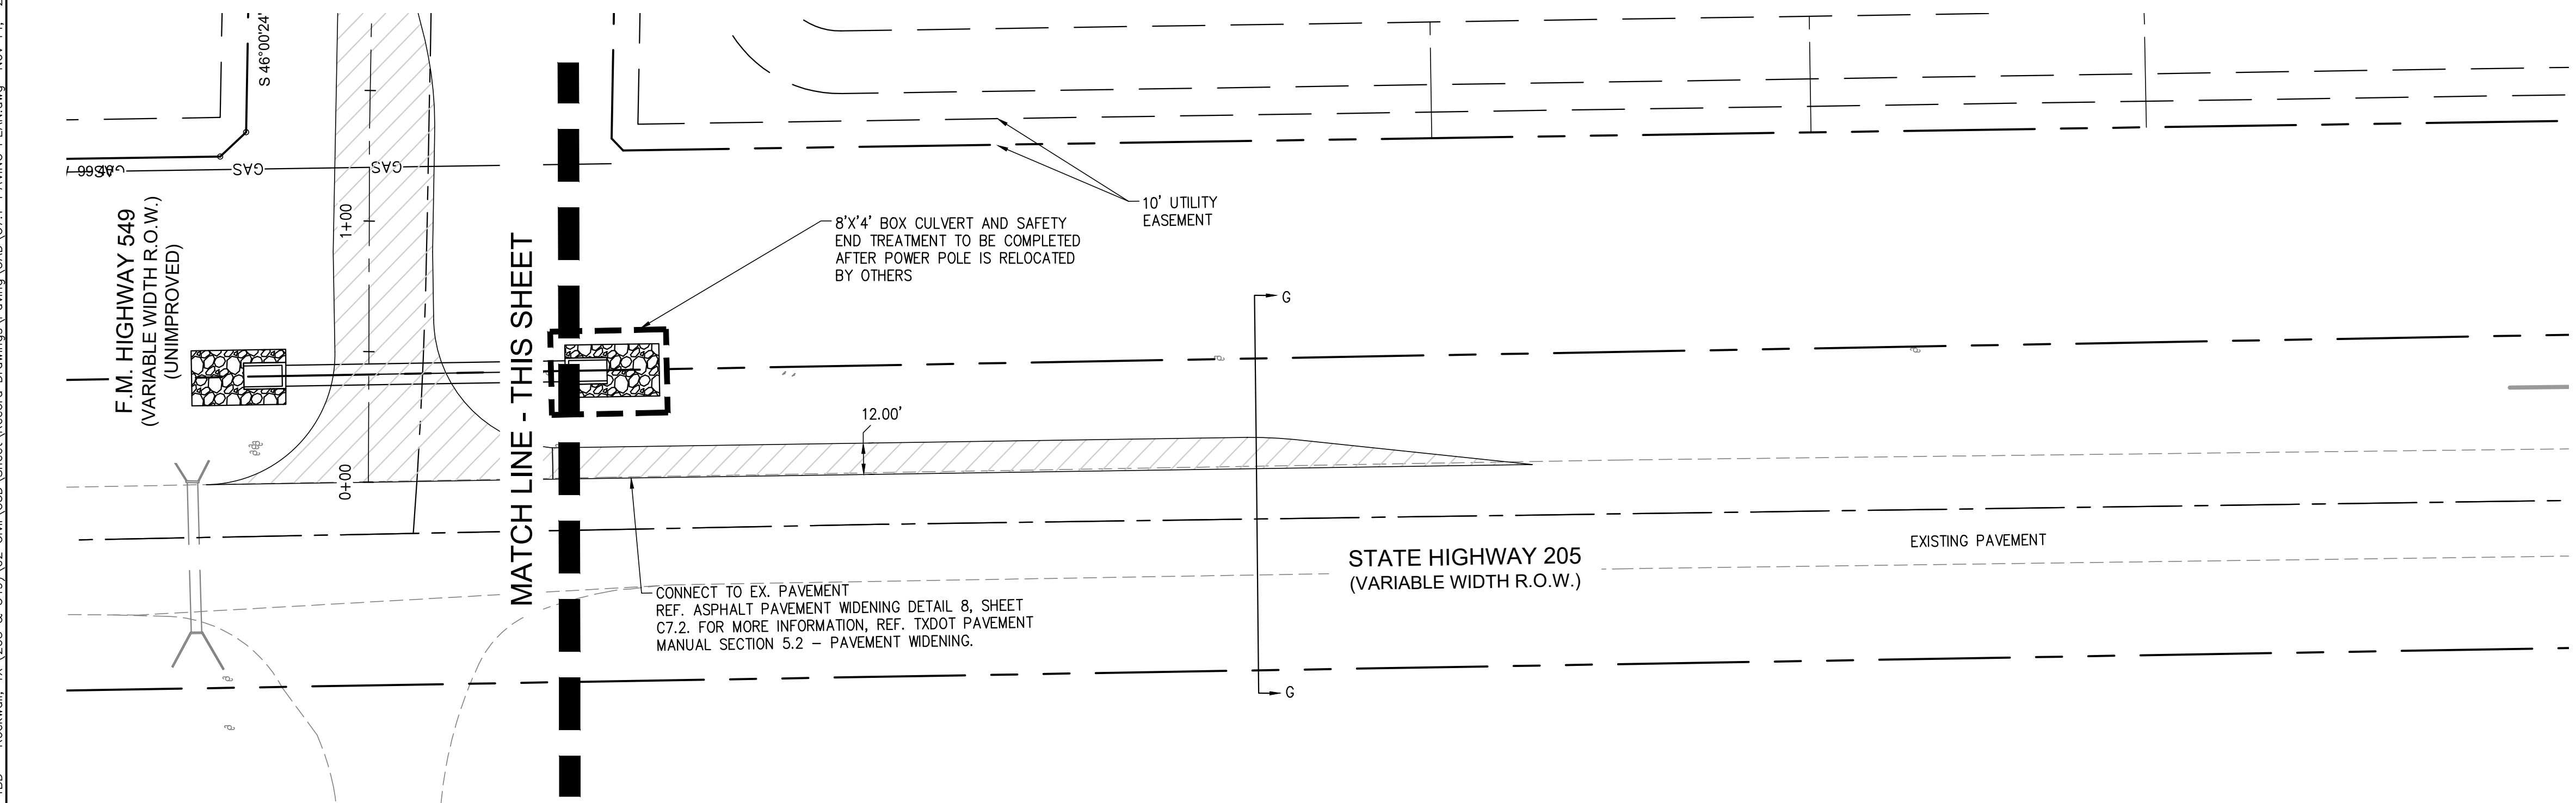 S 46°00'24"
GAS
GAS
1+00
F.M. HIGHWAY 549
(VARIABLE WIDTH R.O.W.)
(UNIMPROVED)
0+00
MATCH LINE - THIS SHEET
10' UTILITY
EASEMENT
8'X'4' BOX CULVERT AND SAFETY
END TREATMENT TO BE COMPLETED
AFTER POWER POLE IS RELOCATED
BY OTHERS
G
12.00'
CONNECT TO EX. PAVEMENT
REF. ASPHALT PAVEMENT WIDENING DETAIL 8, SHEET
C7.2. FOR MORE INFORMATION, REF. TXDOT PAVEMENT
MANUAL SECTION 5.2 – PAVEMENT WIDENING.
STATE HIGHWAY 205
(VARIABLE WIDTH R.O.W.)
EXISTING PAVEMENT
G